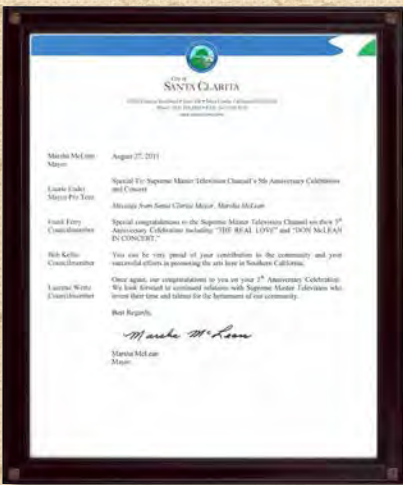 City of
SANTA CLARITA
Marsha McLean
Mayor
Laurie Ender
Mayor Pro Tem
Frank Ferry
Councilmember
Bob Kellar
Councilmember
Laurene Weste
Councilmember
August 27, 2011
Special To: Supreme Master Television Channel's 5th Anniversary Celebration
and Concert
Message from Santa Clarita Mayor, Marsha McLean
Special congratulations to the Supreme Master Television Channel on their 5th
Anniversary Celebration including "THE REAL LOVE" and "DON McLEAN
IN CONCERT."
You can be very proud of your contribution to the community and your
successful efforts in promoting the arts here in Southern California.
Once again, our congratulations to you on your 5th Anniversary Celebration.
We look forward to continued relations with Supreme Master Television who
invest their time and talents for the betterment of our community.
Best Regards,
Marsha McLean
Marsha McLean
Mayor